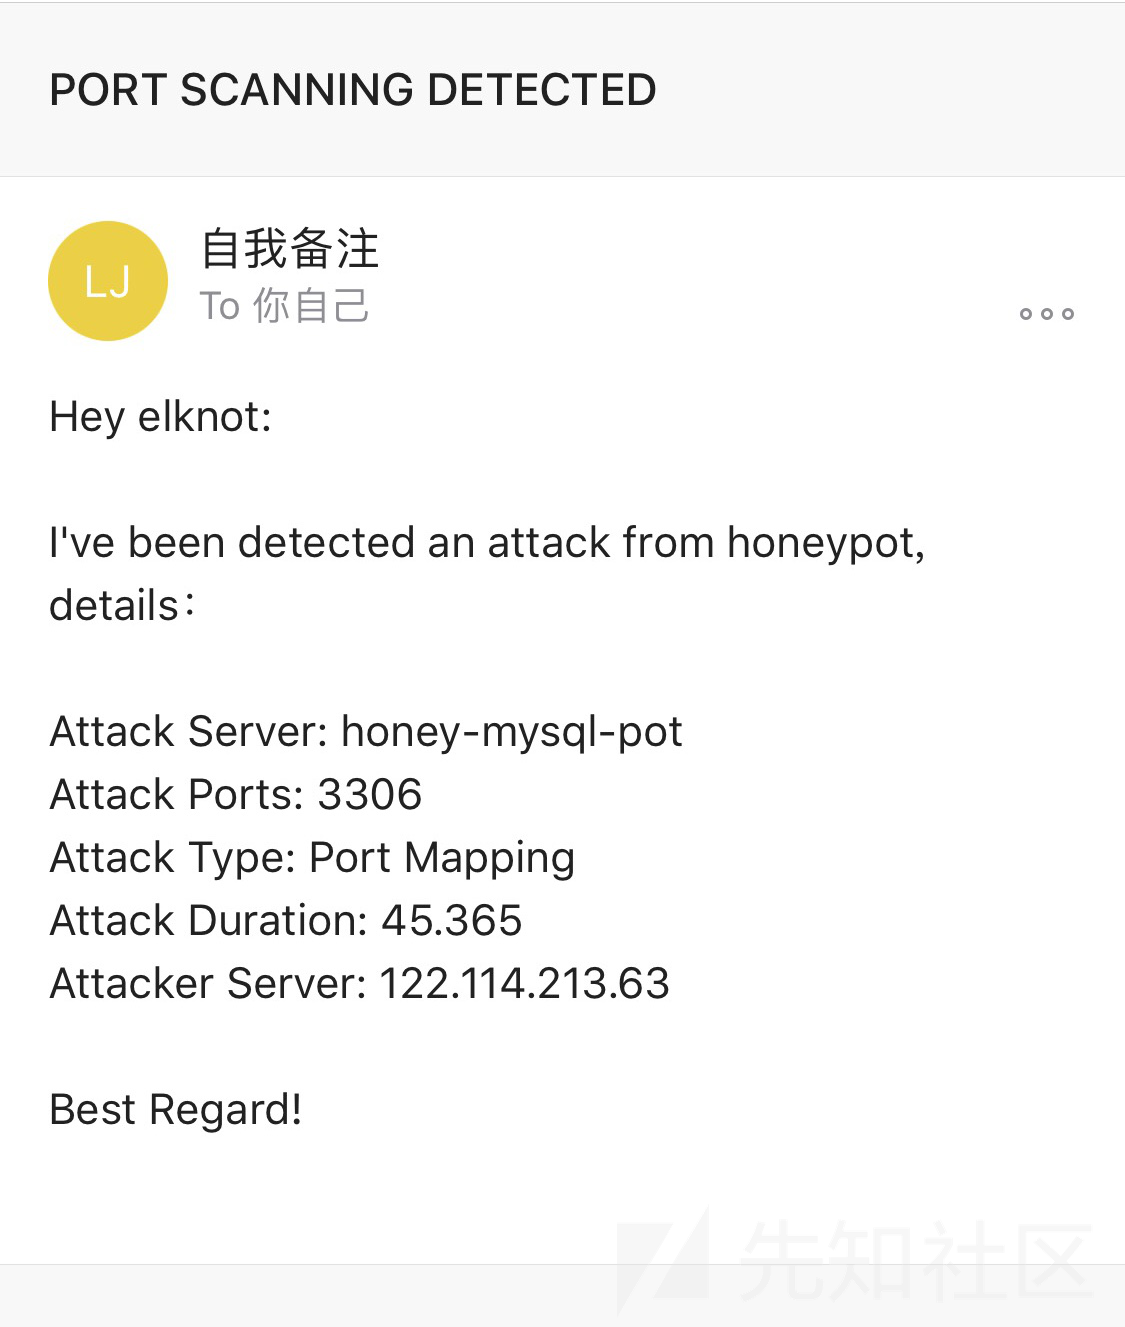 PORT SCANNING DETECTED
LJ
自我备注
To 你自己
Hey elknot:
I've been detected an attack from honeypot,
details：
Attack Server: honey-mysql-pot
Attack Ports: 3306
Attack Type: Port Mapping
Attack Duration: 45.365
Attacker Server: 122.114.213.63
Best Regard!
先知社区